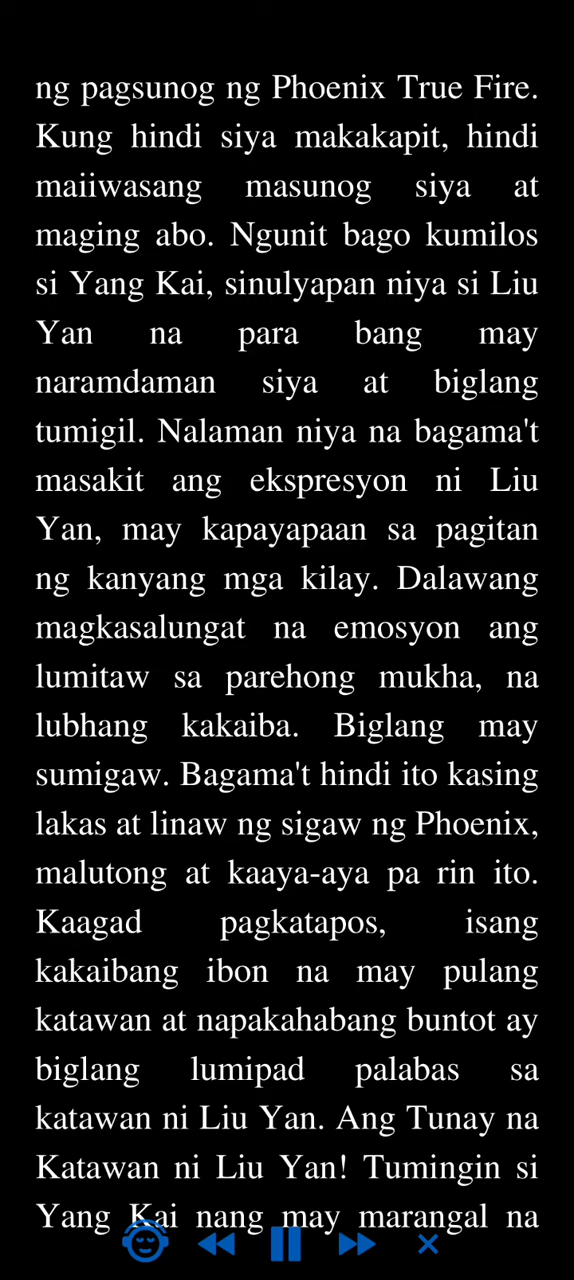 ng pagsunog ng Phoenix True Fire.
Kung hindi siya makakapit, hindi
maiiwasang masunog siya at
maging abo. Ngunit bago kumilos
si Yang Kai, sinulyapan niya si Liu
Yan na para bang may
naramdaman siya at biglang
tumigil. Nalaman niya na bagama't
masakit ang ekspresyon ni Liu
Yan, may kapayapaan sa pagitan
ng kanyang mga kilay. Dalawang
magkasalungat na emosyon ang
lumitaw sa parehong mukha, na
lubhang kakaiba. Biglang may
sumigaw. Bagama't hindi ito kasing
lakas at linaw ng sigaw ng Phoenix,
malutong at kaaya-aya pa rin ito.
Kaagad pagkatapos, isang
kakaibang ibon na may pulang
katawan at napakahabang buntot ay
biglang lumipad palabas sa
katawan ni Liu Yan. Ang Tunay na
Katawan ni Liu Yan! Tumingin si
Yang Kai nang may marangal na